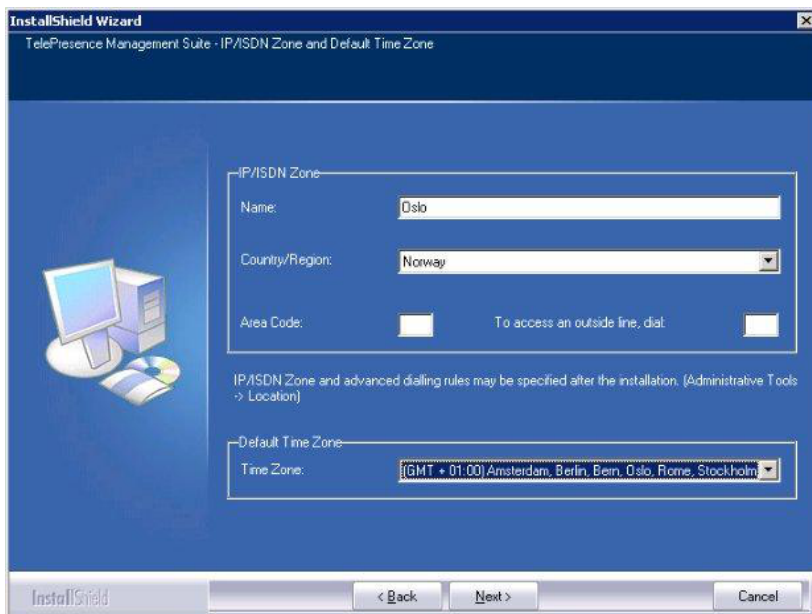 InstallShield Wizard
TelePresence Management Suite - IP/ISDN Zone and Default Time Zone
IP/ISDN Zone
Name: Oslo
Country/Region: Norway
Area Code: To access an outside line, dial:
IP/ISDN Zone and advanced dialling rules may be specified after the installation. (Administrative Tools
-> Location)
Default Time Zone
Time Zone: (GMT + 01:00) Amsterdam, Berlin, Bern, Oslo, Rome, Stockholm
InstallShield < Back Next > Cancel